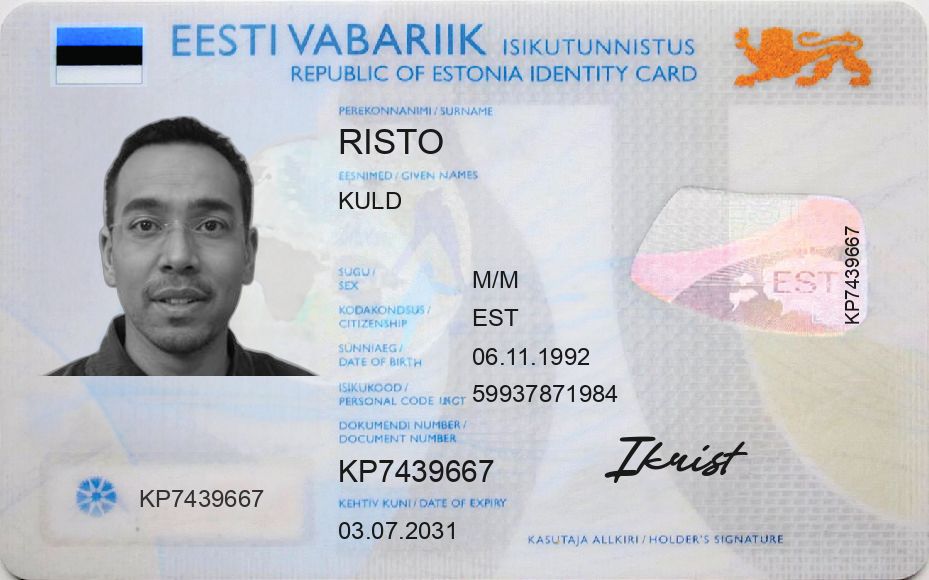 EESTI VABARIIK ISIKUTUNNISTUS
REPUBLIC OF ESTONIA IDENTITY CARD
PEREKONNANIMI / SURNAME
RISTO
EESNIMED / GIVEN NAMES
KULD
SUGU /
SEX
M/M
KODAKONDSUS /
CITIZENSHIP
EST
SÜNNIAEG /
DATE OF BIRTH
06.11.1992
ISIKUKOOD /
PERSONAL CODE
59937871984
DOKUMENDI NUMBER /
DOCUMENT NUMBER
KP7439667
KEHTIV KUNI / DATE OF EXPIRY
03.07.2031
KP7439667
EST
KP7439667
Ikrist
KASUTAJA ALLKIRI / HOLDER'S SIGNATURE